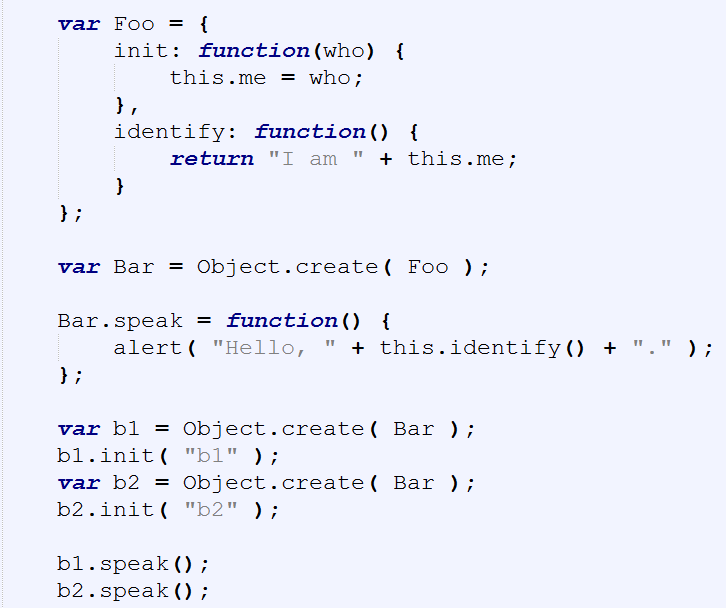 var Foo = {
    init: function(who) {
        this.me = who;
    },
    identify: function() {
        return "I am " + this.me;
    }
};

var Bar = Object.create( Foo );

Bar.speak = function() {
    alert( "Hello, " + this.identify() + "." );
};

var b1 = Object.create( Bar );
b1.init( "b1" );
var b2 = Object.create( Bar );
b2.init( "b2" );

b1.speak();
b2.speak();